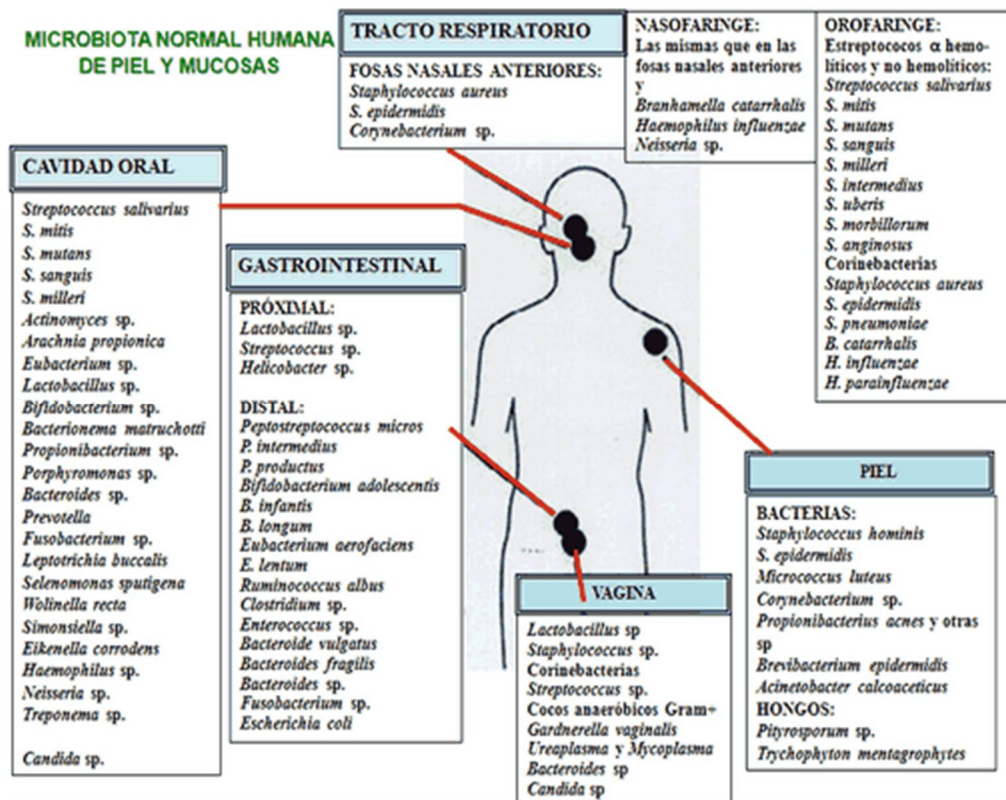 MICROBIOTA NORMAL HUMANA
DE PIEL Y MUCOSAS
TRACTO RESPIRATORIO
FOSAS NASALES ANTERIORES:
Staphylococcus aureus
S. epidermidis
Corynebacterium sp.
NASOFARINGE:
Las mismas que en las
fosas nasales anteriores
y
Branhamella catarrhalis
Haemophilus influenzae
Neisseria sp.
OROFARINGE:
Estreptococos α hemo-
líticos y no hemolíticos:
Streptococcus salivarius
S. mitis
S. mutans
S. sanguis
S. milleri
S. intermedius
S. uberis
S. morbillorum
S. anginosus
Corinebacterias
Staphylococcus aureus
S. epidermidis
S. pneumoniae
B. catarrhalis
H. influenzae
H. parainfluenzae
CAVIDAD ORAL
Streptococcus salivarius
S. mitis
S. mutans
S. sanguis
S. milleri
Actinomyces sp.
Arachnia propionica
Eubacterium sp.
Lactobacillus sp.
Bifidobacterium sp.
Bacterionema matruchotti
Propionibacterium sp.
Porphyromonas sp.
Bacteroides sp.
Prevotella
Fusobacterium sp.
Leptotrichia buccalis
Selenomonas sputigena
Wolinella recta
Simonsiella sp.
Eikenella corrodens
Haemophilus sp.
Neisseria sp.
Treponema sp.
Candida sp.
GASTROINTESTINAL
PRÓXIMAL:
Lactobacillus sp.
Streptococcus sp.
Helicobacter sp.
DISTAL:
Peptostreptococcus micros
P. intermedius
P. productus
Bifidobacterium adolescentis
B. infantis
B. longum
Eubacterium aerofaciens
E. lentum
Ruminococcus albus
Clostridium sp.
Enterococcus sp.
Bacteroide vulgatus
Bacteroides fragilis
Bacteroides sp.
Fusobacterium sp.
Escherichia coli
VAGINA
Lactobacillus sp
Staphylococcus sp.
Corinebacterias
Streptococcus sp.
Cocos anaeróbicos Gram+
Gardnerella vaginalis
Ureaplasma y Mycoplasma
Bacteroides sp
Candida sp
PIEL
BACTERIAS:
Staphylococcus hominis
S. epidermidis
Micrococcus luteus
Corynebacterium sp.
Propionibacterius acnes y otras
sp
Brevibacterium epidermidis
Acinetobacter calcoaceticus
HONGOS:
Pityrosporum sp.
Trychophyton mentagrophytes